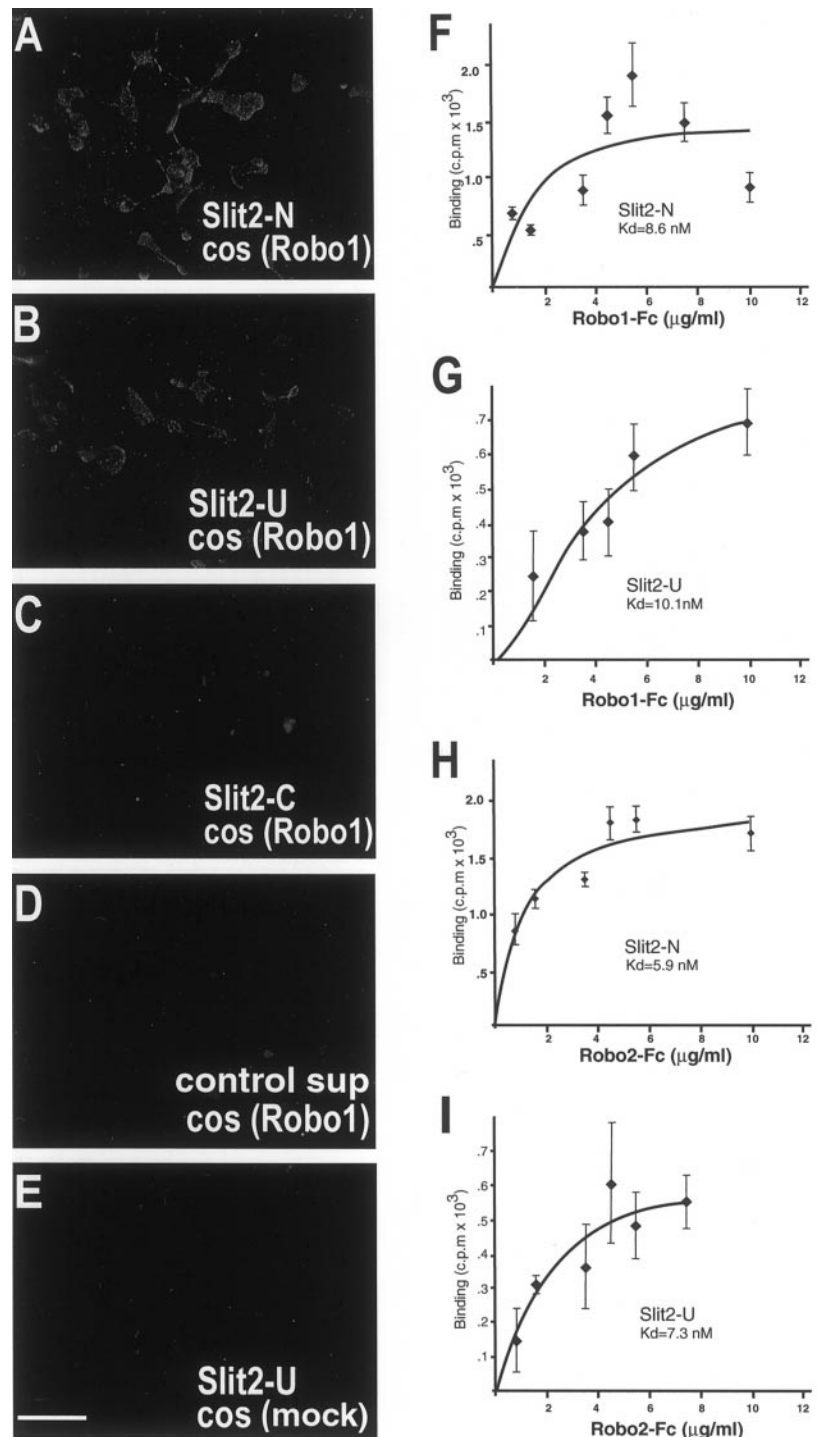 A
Slit2-N
cos (Robo1)
B
Slit2-U
cos (Robo1)
C
Slit2-C
cos (Robo1)
D
control sup
cos (Robo1)
E
Slit2-U
cos (mock)
F
Binding (c.p.m x 10³)
2.0
1.5
1.0
.5
Slit2-N
Kd=8.6 nM
2 4 6 8 10 12
Robo1-Fc (µg/ml)
G
Binding (c.p.m x 10³)
.7
.6
.5
.4
.3
.2
.1
Slit2-U
Kd=10.1nM
2 4 6 8 10 12
Robo1-Fc (µg/ml)
H
Binding (c.p.m x 10³)
2.0
1.5
1.0
.5
Slit2-N
Kd=5.9 nM
2 4 6 8 10 12
Robo2-Fc (µg/ml)
I
Binding (c.p.m x 10³)
.7
.6
.5
.4
.3
.2
.1
Slit2-U
Kd=7.3 nM
2 4 6 8 10 12
Robo2-Fc (µg/ml)